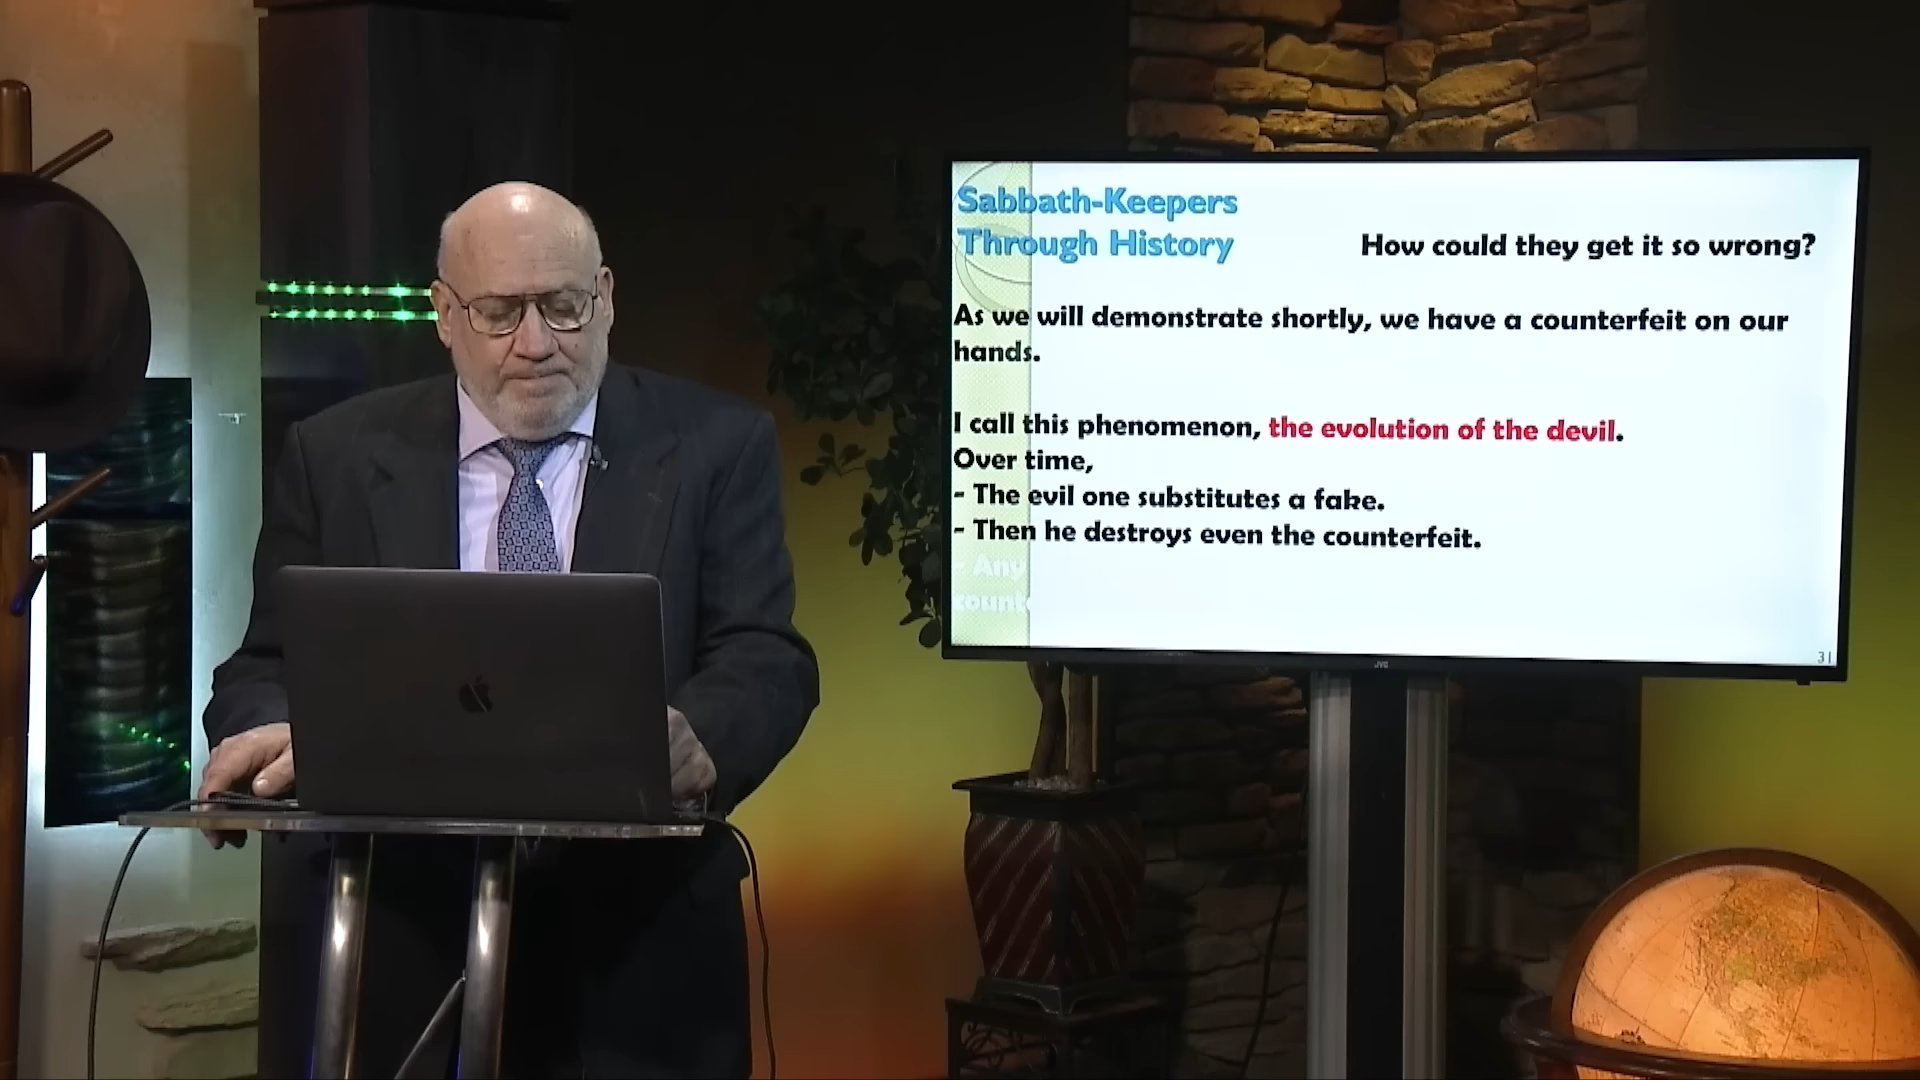 Sabbath-Keepers
Through History
How could they get it so wrong?
As we will demonstrate shortly, we have a counterfeit on our
hands.
I call this phenomenon, the evolution of the devil.
Over time,
- The evil one substitutes a fake.
- Then he destroys even the counterfeit.
- Any
31
JVC